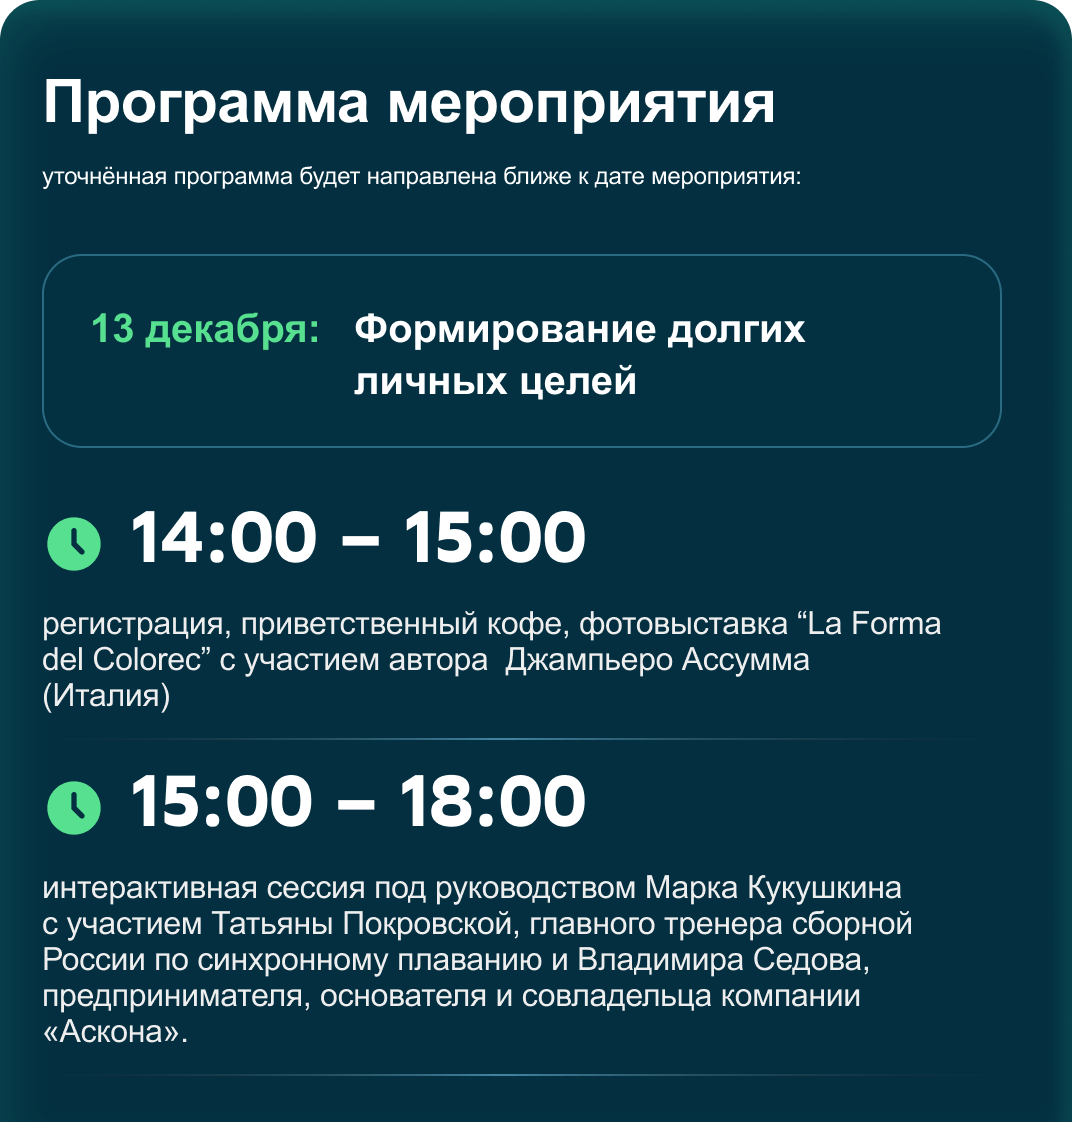 Программа мероприятия
уточнённая программа будет направлена ближе к дате мероприятия:
13 декабря: Формирование долгих
личных целей
14:00 – 15:00
регистрация, приветственный кофе, фотовыставка “La Forma
del Colorec” с участием автора  Джампьеро Ассумма
(Италия)
15:00 – 18:00
интерактивная сессия под руководством Марка Кукушкина
с участием Татьяны Покровской, главного тренера сборной
России по синхронному плаванию и Владимира Седова,
предпринимателя, основателя и совладельца компании
«Аскона».